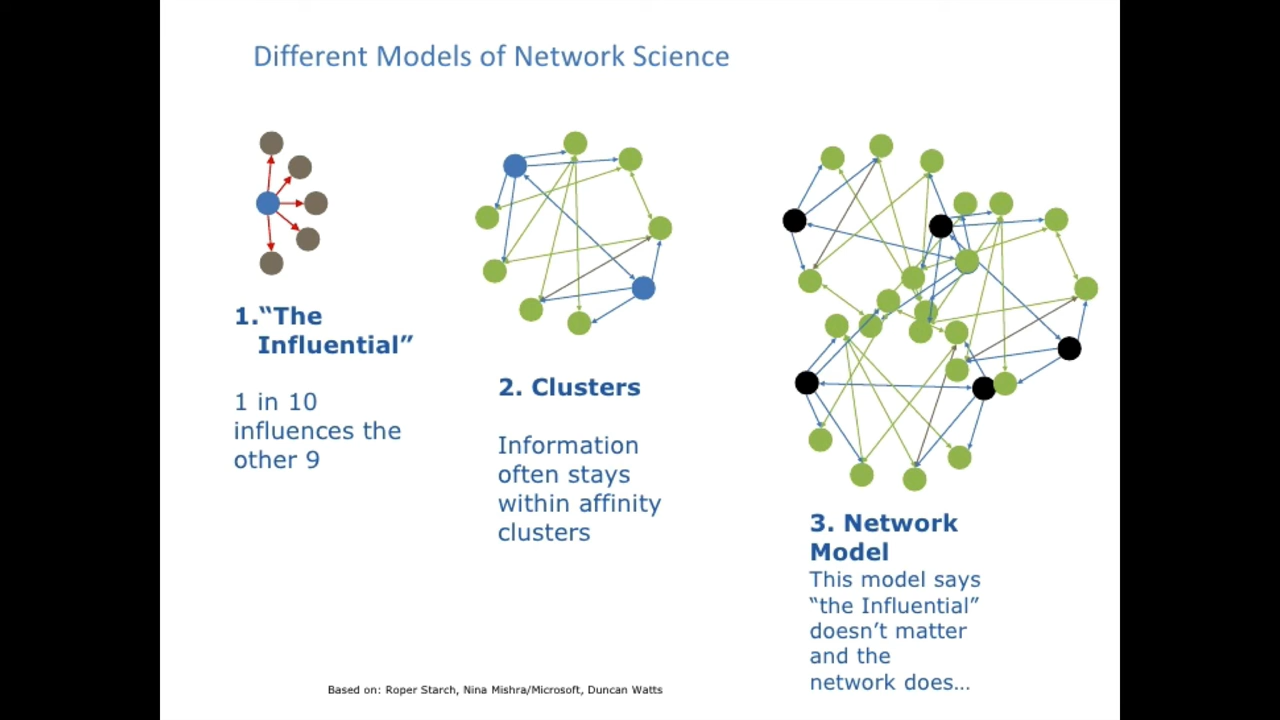 Different Models of Network Science
1.“The
Influential”
1 in 10
influences the
other 9
2. Clusters
Information
often stays
within affinity
clusters
3. Network
Model
This model says
“the Influential”
doesn’t matter
and the
network does…
Based on: Roper Starch, Nina Mishra/Microsoft, Duncan Watts